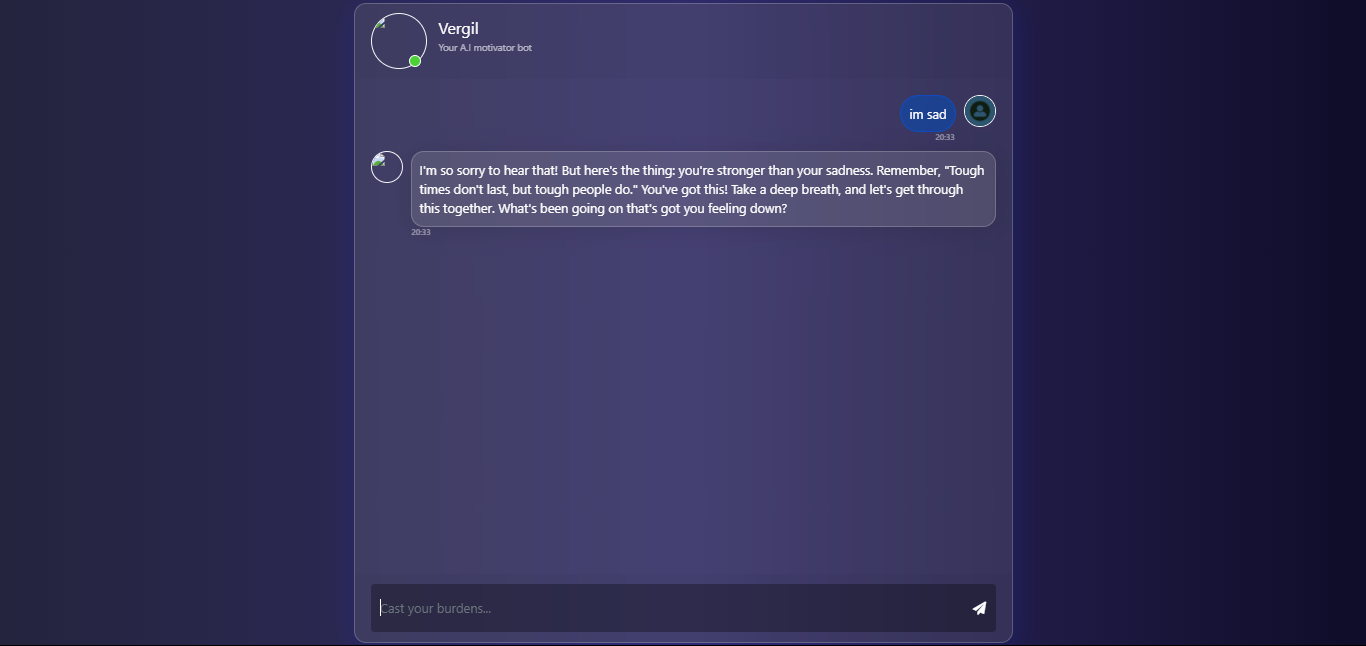 Vergil
Your A.I motivator bot
im sad
20:33
I'm so sorry to hear that! But here's the thing: you're stronger than your sadness. Remember, "Tough
times don't last, but tough people do." You've got this! Take a deep breath, and let's get through
this together. What's been going on that's got you feeling down?
20:33
Cast your burdens...